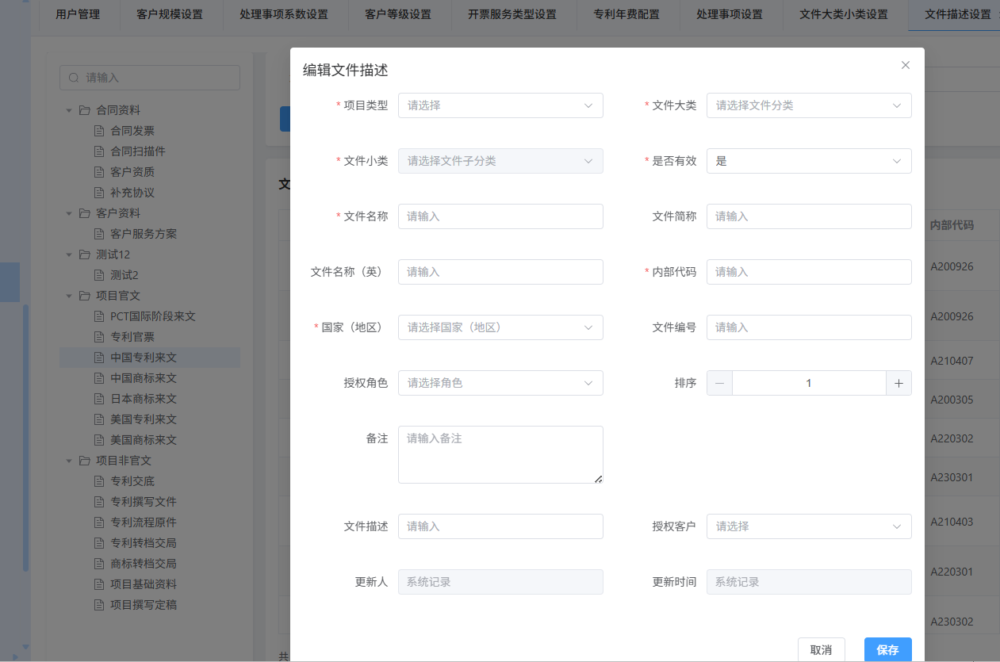 用户管理 客户规模设置 处理事项系数设置 客户等级设置 开票服务类型设置 专利年费配置 处理事项设置 文件大类小类设置 文件描述设置
请输入
合同资料
合同发票
合同扫描件
客户资质
补充协议
客户资料
客户服务方案
测试12
测试2
项目官文
PCT国际阶段来文
专利官票
中国专利来文
中国商标来文
日本商标来文
美国专利来文
美国商标来文
项目非官文
专利交底
专利撰写文件
专利流程原件
专利转档交局
商标转档交局
项目基础资料
项目撰写定稿
文
共
编辑文件描述
* 项目类型 请选择 * 文件大类 请选择文件分类
* 文件小类 请选择文件子分类 * 是否有效 是
* 文件名称 请输入 文件简称 请输入
文件名称（英） 请输入 * 内部代码 请输入
* 国家（地区） 请选择国家（地区） 文件编号 请输入
授权角色 请选择角色 排序 1
备注 请输入备注
文件描述 请输入 授权客户 请选择
更新人 系统记录 更新时间 系统记录
取消 保存
内部代码
A200926
A200926
A210407
A200305
A220302
A230301
A210403
A220301
A230302